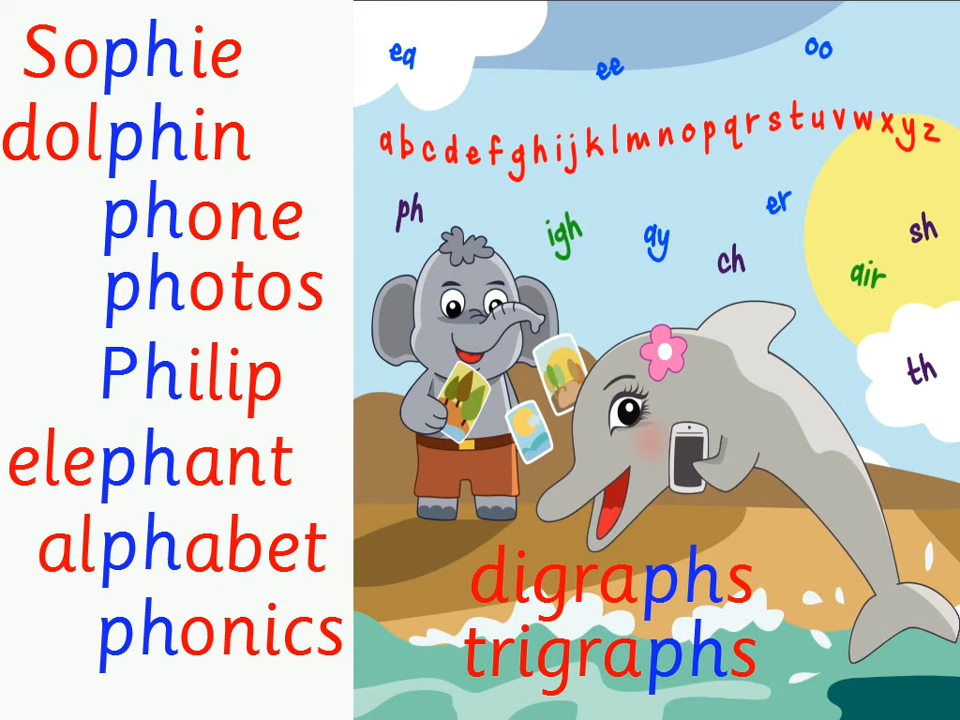 Sophie
dolphin
phone
photos
Philip
elephant
alphabet
phonics
ea ee oo
abcdefghijklmnopqrstuvwxyz
ph igh ay ch er air sh
th
digraphs
trigraphs